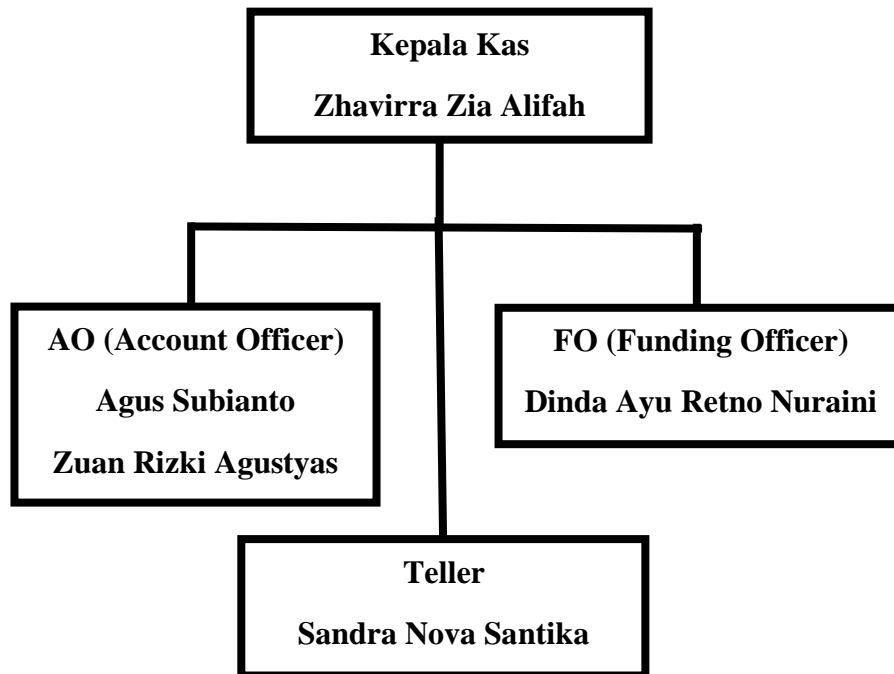 Kepala Kas
Zhavirra Zia Alifah
AO (Account Officer)
Agus Subianto
Zuan Rizki Agustyas
FO (Funding Officer)
Dinda Ayu Retno Nuraini
Teller
Sandra Nova Santika